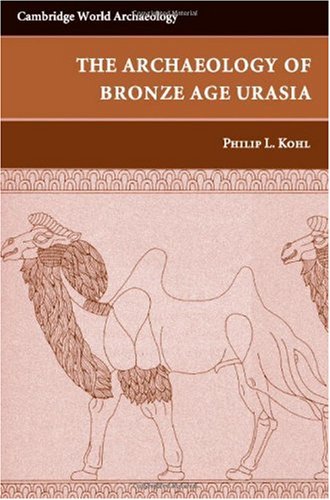 Cambridge World Archaeology
THE ARCHAEOLOGY OF
BRONZE AGE URASIA
Philip L. Kohl